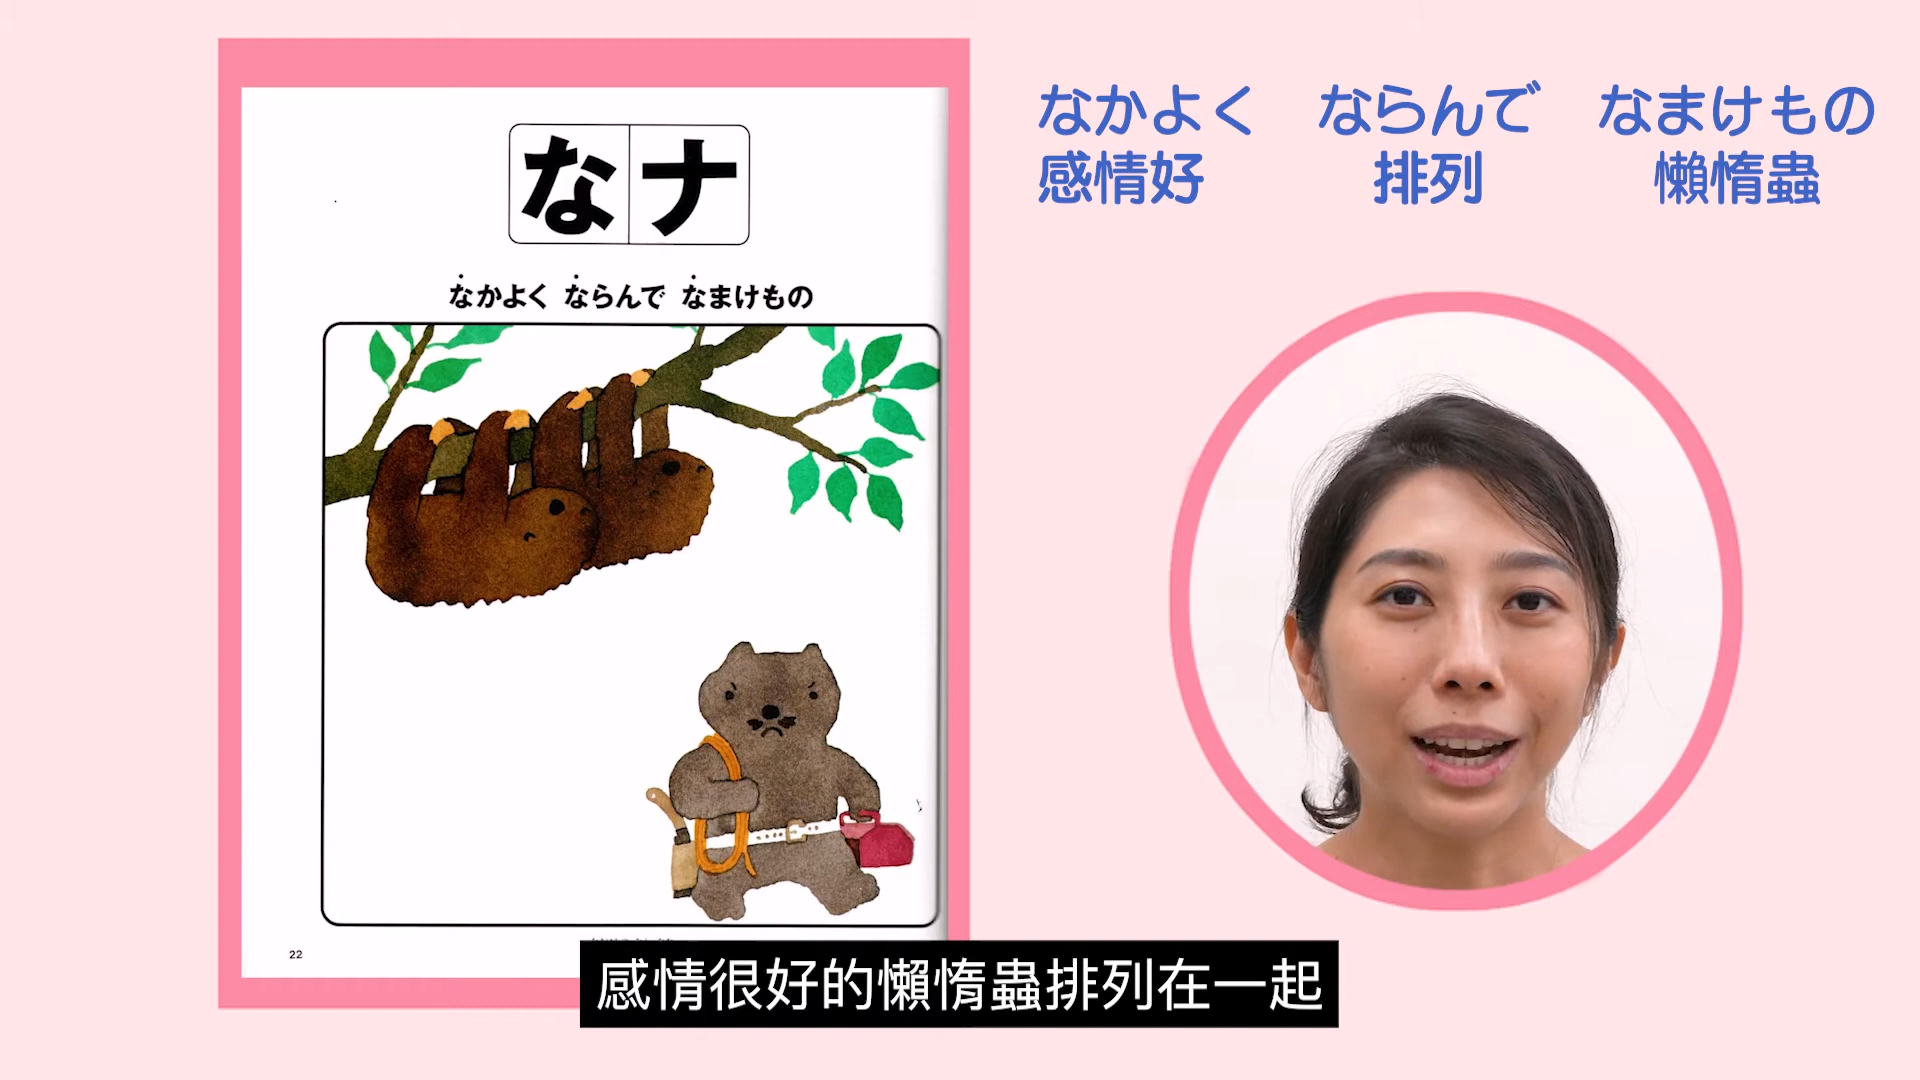 なナ
なかよく ならんで なまけもの
22
なかよく ならんで なまけもの
感情好 排列 懶惰蟲
感情很好的懶惰蟲排列在一起